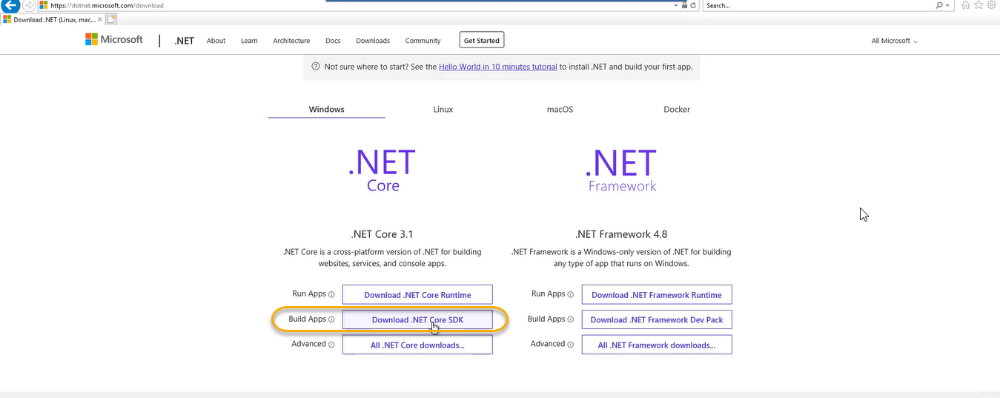 https://dotnet.microsoft.com/download
Search...
Download .NET (Linux, mac...
Microsoft
.NET About Learn Architecture Docs Downloads Community Get Started All Microsoft
Not sure where to start? See the Hello World in 10 minutes tutorial to install .NET and build your first app.
Windows Linux macOS Docker
.NET
Core
.NET
Framework
.NET Core 3.1
.NET Core is a cross-platform version of .NET for building
websites, services, and console apps.
Run Apps Download .NET Core Runtime
Build Apps Download .NET Core SDK
Advanced All .NET Core downloads...
.NET Framework 4.8
.NET Framework is a Windows-only version of .NET for building
any type of app that runs on Windows.
Run Apps Download .NET Framework Runtime
Build Apps Download .NET Framework Dev Pack
Advanced All .NET Framework downloads...